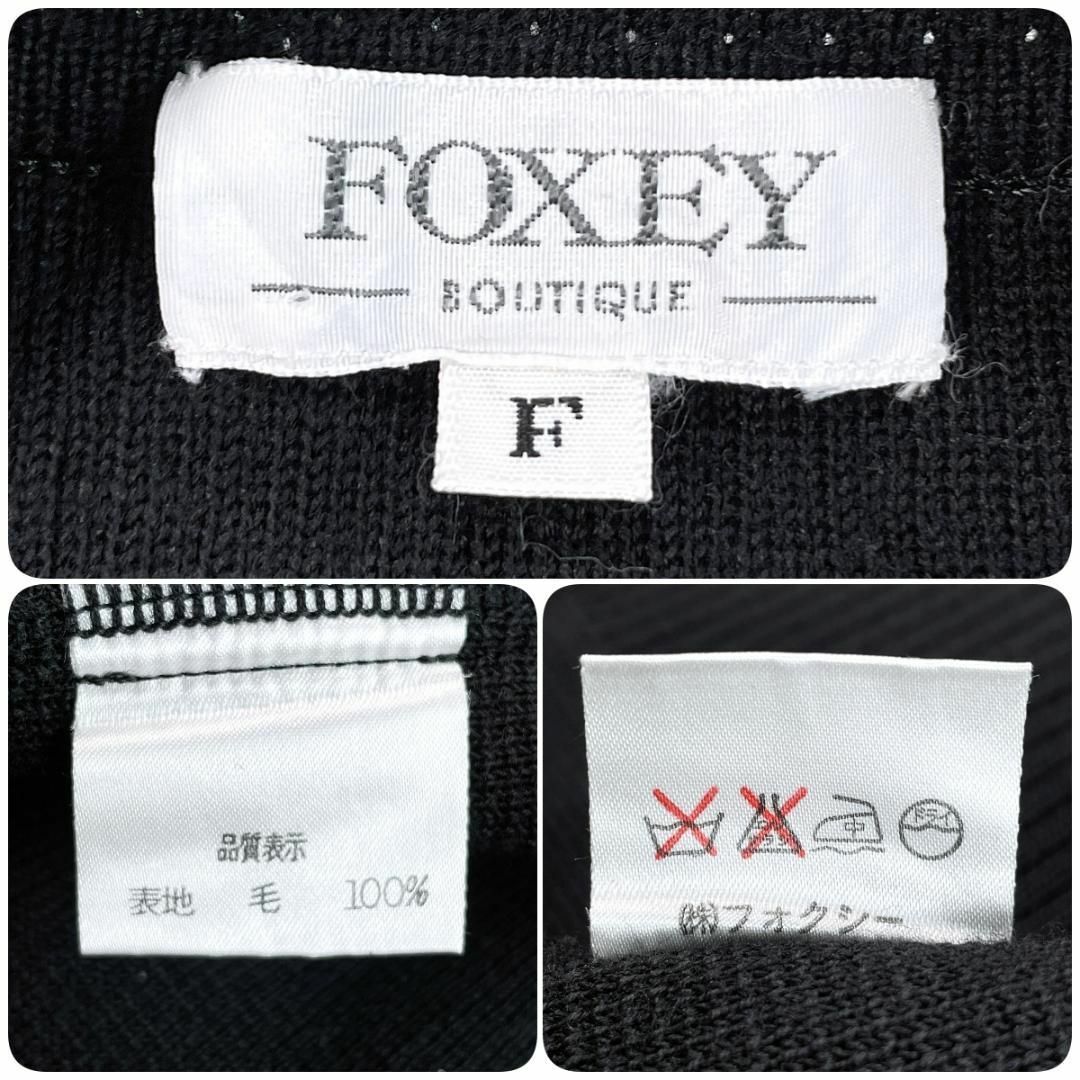 FOXEY
BOUTIQUE
F
品質表示
表地 毛 100%
中 ドライ
(株)フォクシー